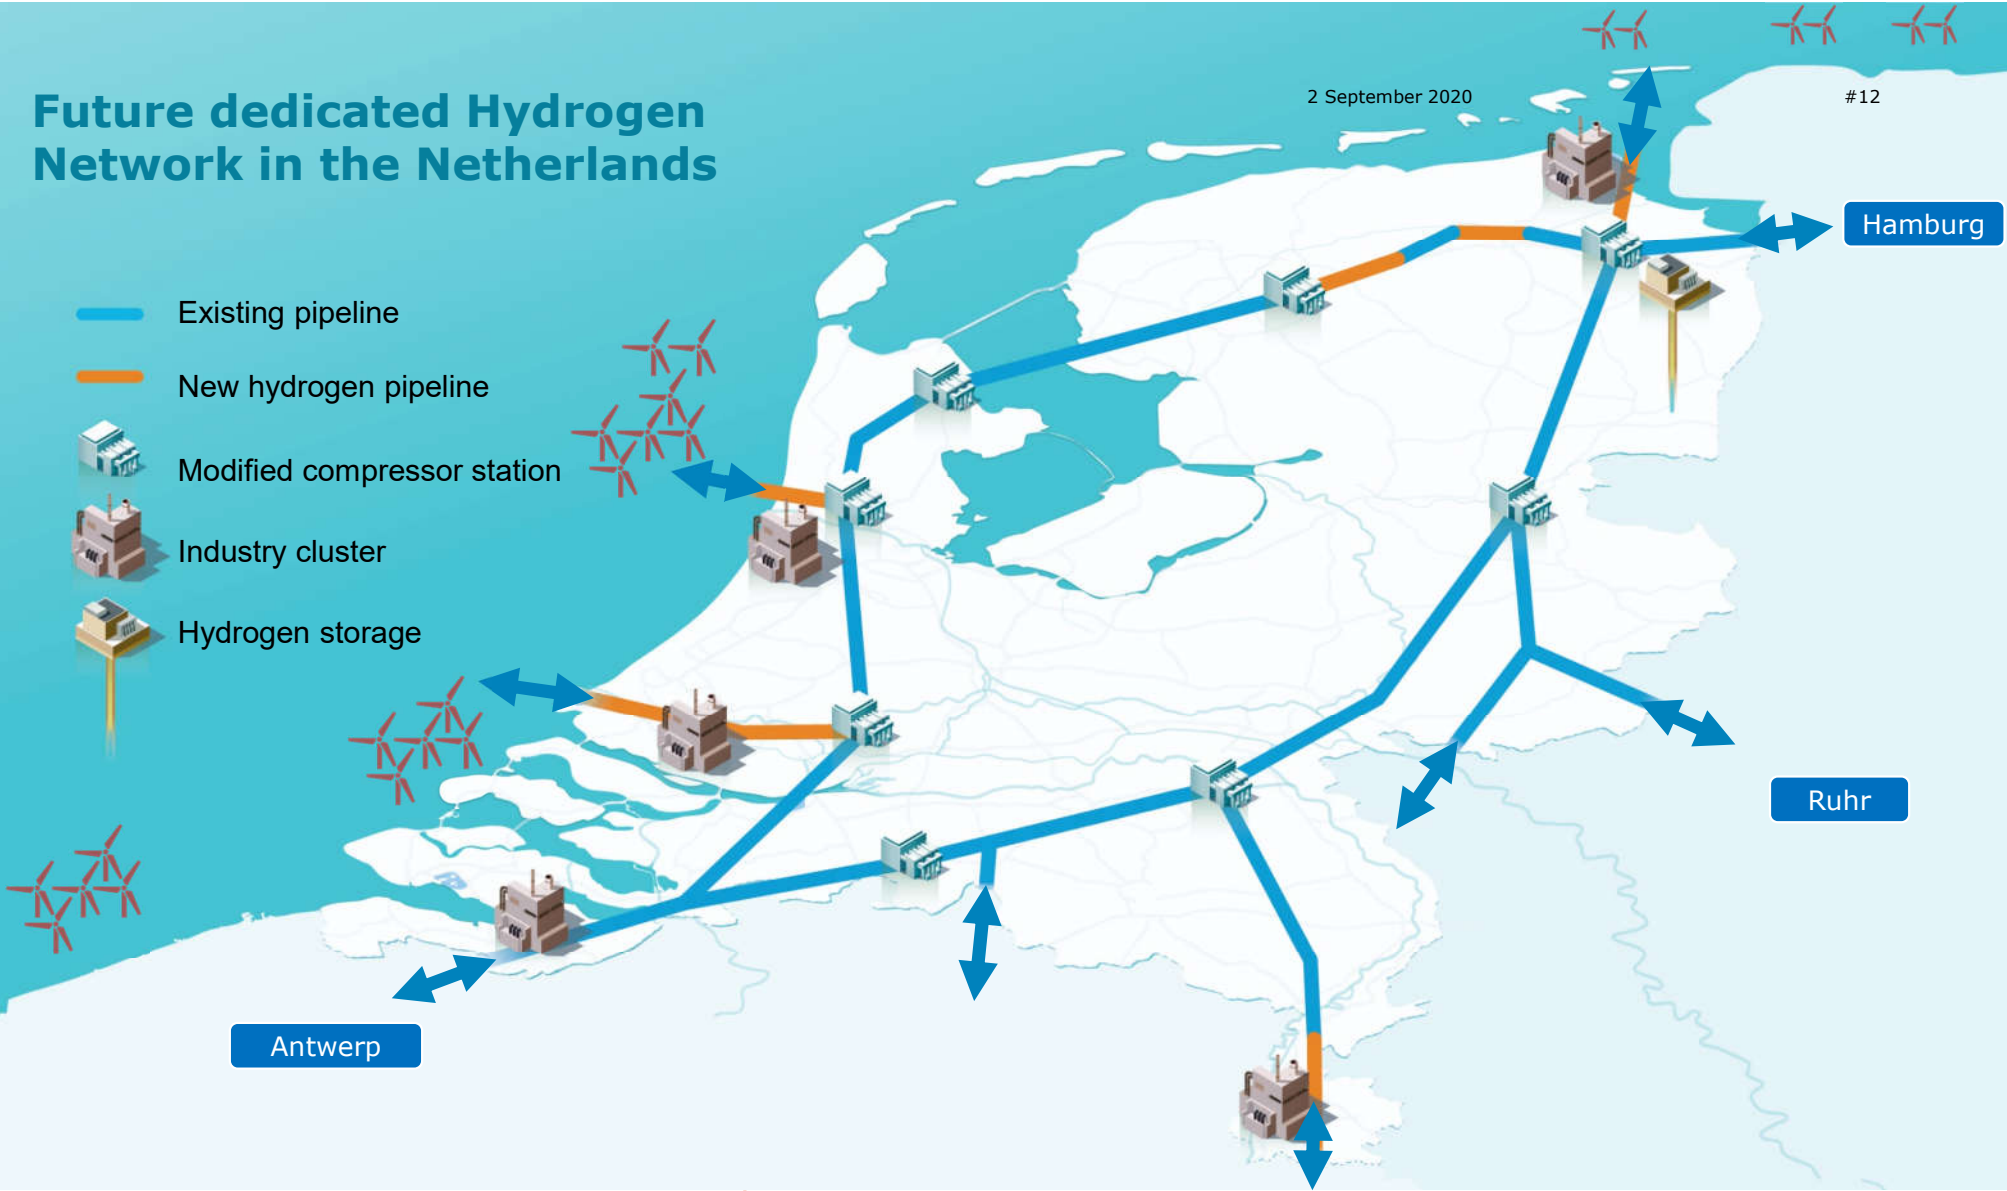 Future dedicated Hydrogen
Network in the Netherlands
2 September 2020
#12
Hamburg
Existing pipeline
New hydrogen pipeline
Modified compressor station
Industry cluster
Hydrogen storage
Ruhr
Antwerp